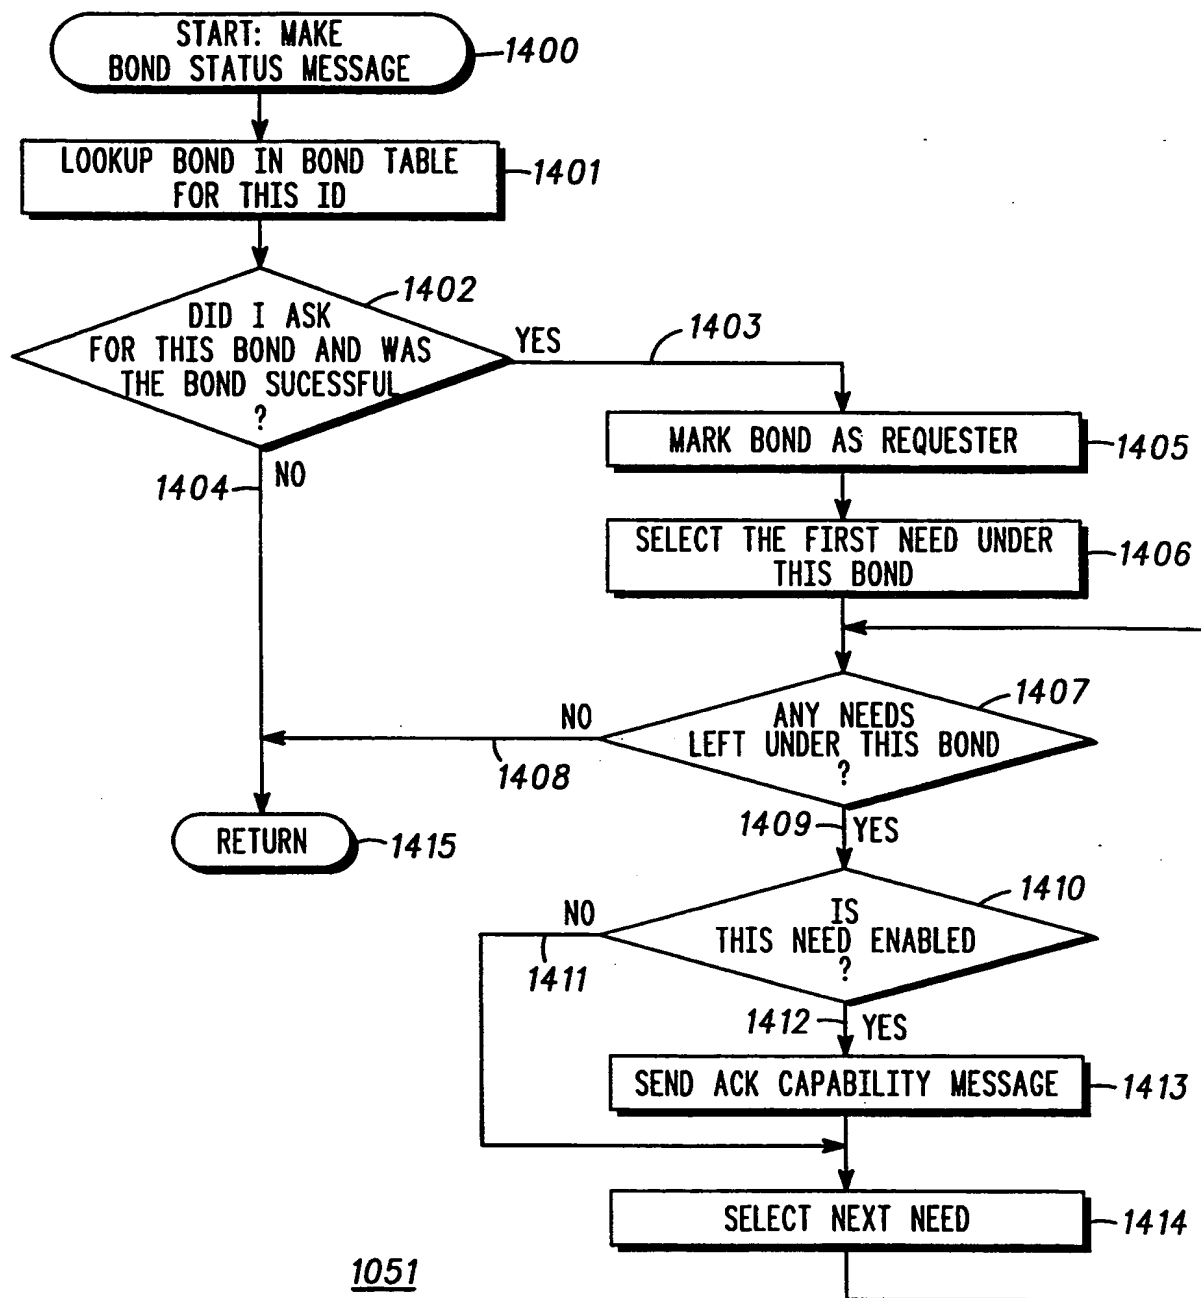 START: MAKE
BOND STATUS MESSAGE
1400
LOOKUP BOND IN BOND TABLE
FOR THIS ID
1401
DID I ASK
FOR THIS BOND AND WAS
THE BOND SUCESSFUL
?
1402
YES
1403
1404
NO
MARK BOND AS REQUESTER
1405
SELECT THE FIRST NEED UNDER
THIS BOND
1406
ANY NEEDS
LEFT UNDER THIS BOND
?
1407
NO
1408
RETURN
1415
1409
YES
IS
THIS NEED ENABLED
?
1410
NO
1411
1412
YES
SEND ACK CAPABILITY MESSAGE
1413
SELECT NEXT NEED
1414
1051